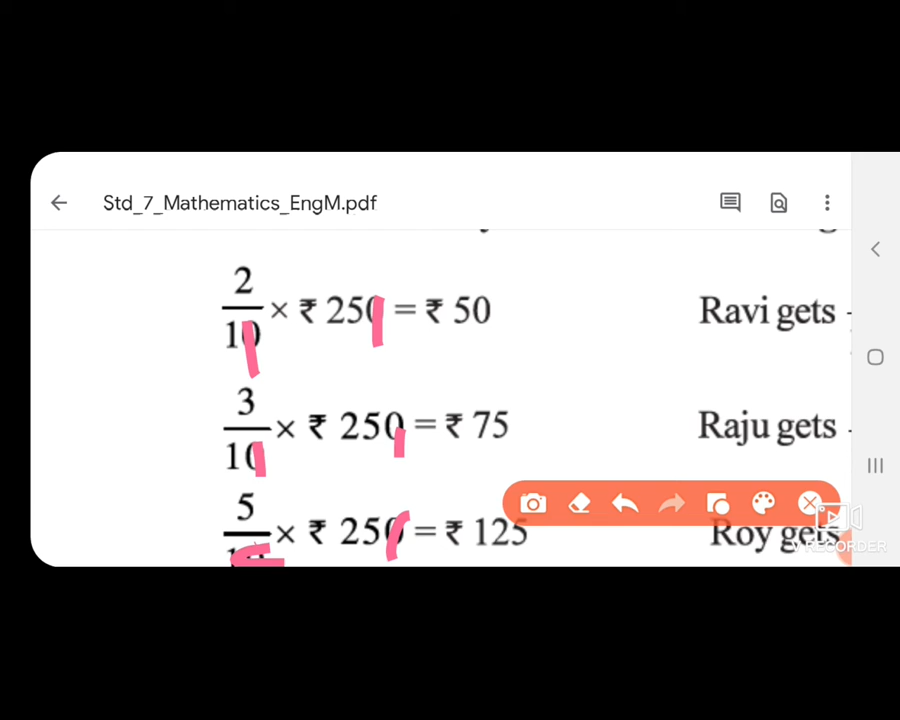 Std_7_Mathematics_EngM.pdf
2/10 × ₹ 250 = ₹ 50 Ravi gets
3/10 × ₹ 250 = ₹ 75 Raju gets
5/10 × ₹ 250 = ₹ 125 Roy gets
V RECORDER